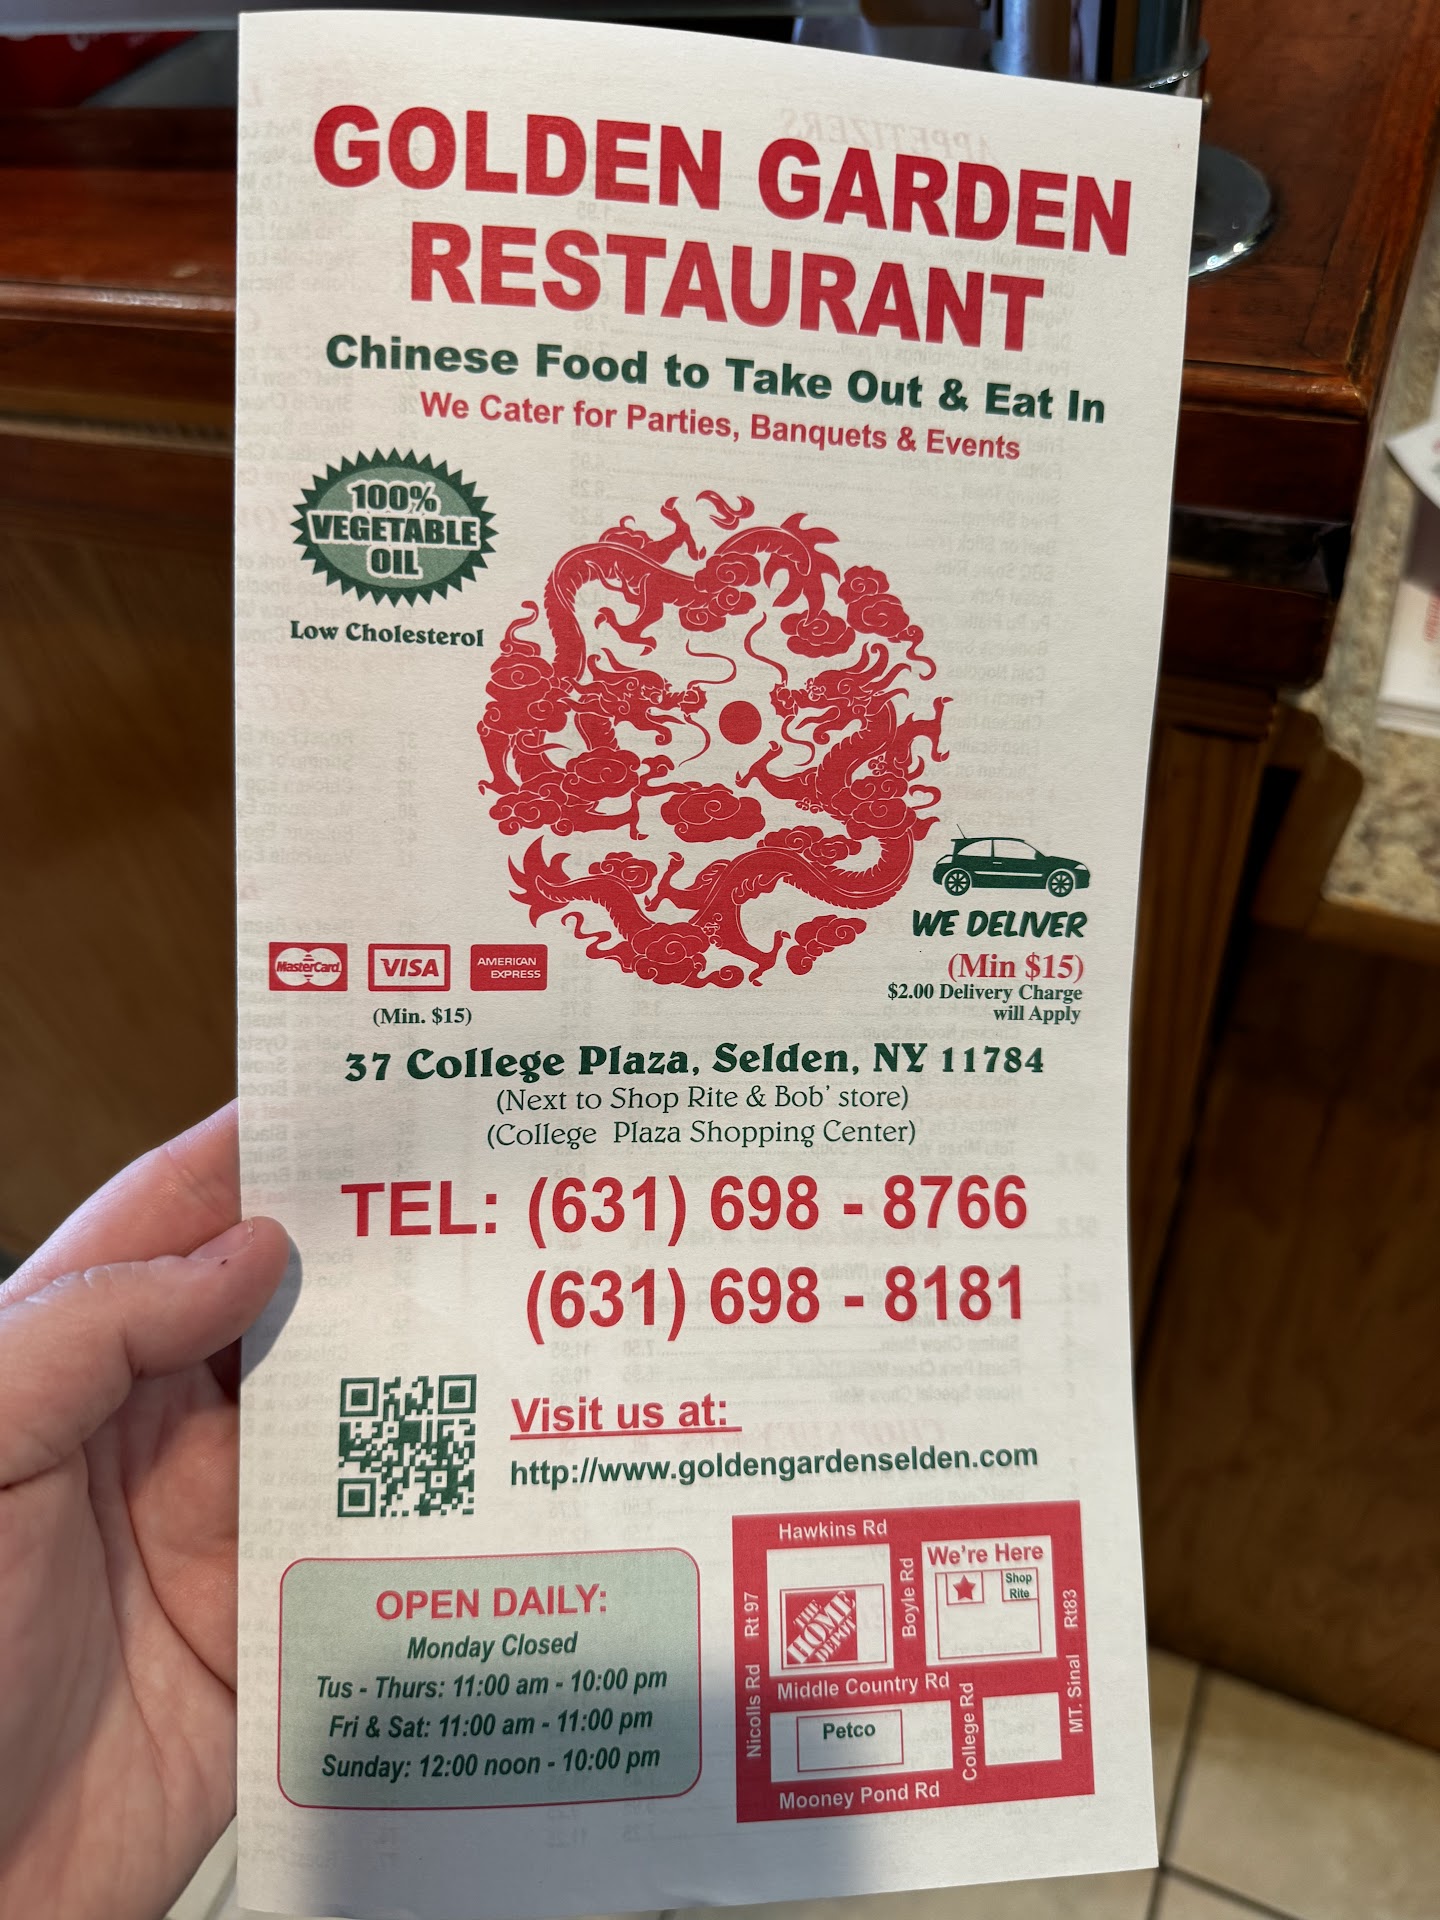 GOLDEN GARDEN
RESTAURANT
Chinese Food to Take Out & Eat In
We Cater for Parties, Banquets & Events
100%
VEGETABLE
OIL
Low Cholesterol
WE DELIVER
(Min $15)
$2.00 Delivery Charge
will Apply
MasterCard
VISA
AMERICAN
EXPRESS
(Min. $15)
37 College Plaza, Selden, NY 11784
(Next to Shop Rite & Bob' store)
(College Plaza Shopping Center)
TEL: (631) 698 - 8766
(631) 698 - 8181
Visit us at:
http://www.goldengardenselden.com
OPEN DAILY:
Monday Closed
Tus - Thurs: 11:00 am - 10:00 pm
Fri & Sat: 11:00 am - 11:00 pm
Sunday: 12:00 noon - 10:00 pm
Hawkins Rd
We're Here
Shop
Rite
Boyle Rd
Nicolls Rd Rt 97
THE
HOME
DEPOT
MT. Sinal Rt83
Middle Country Rd
Petco
College Rd
Mooney Pond Rd